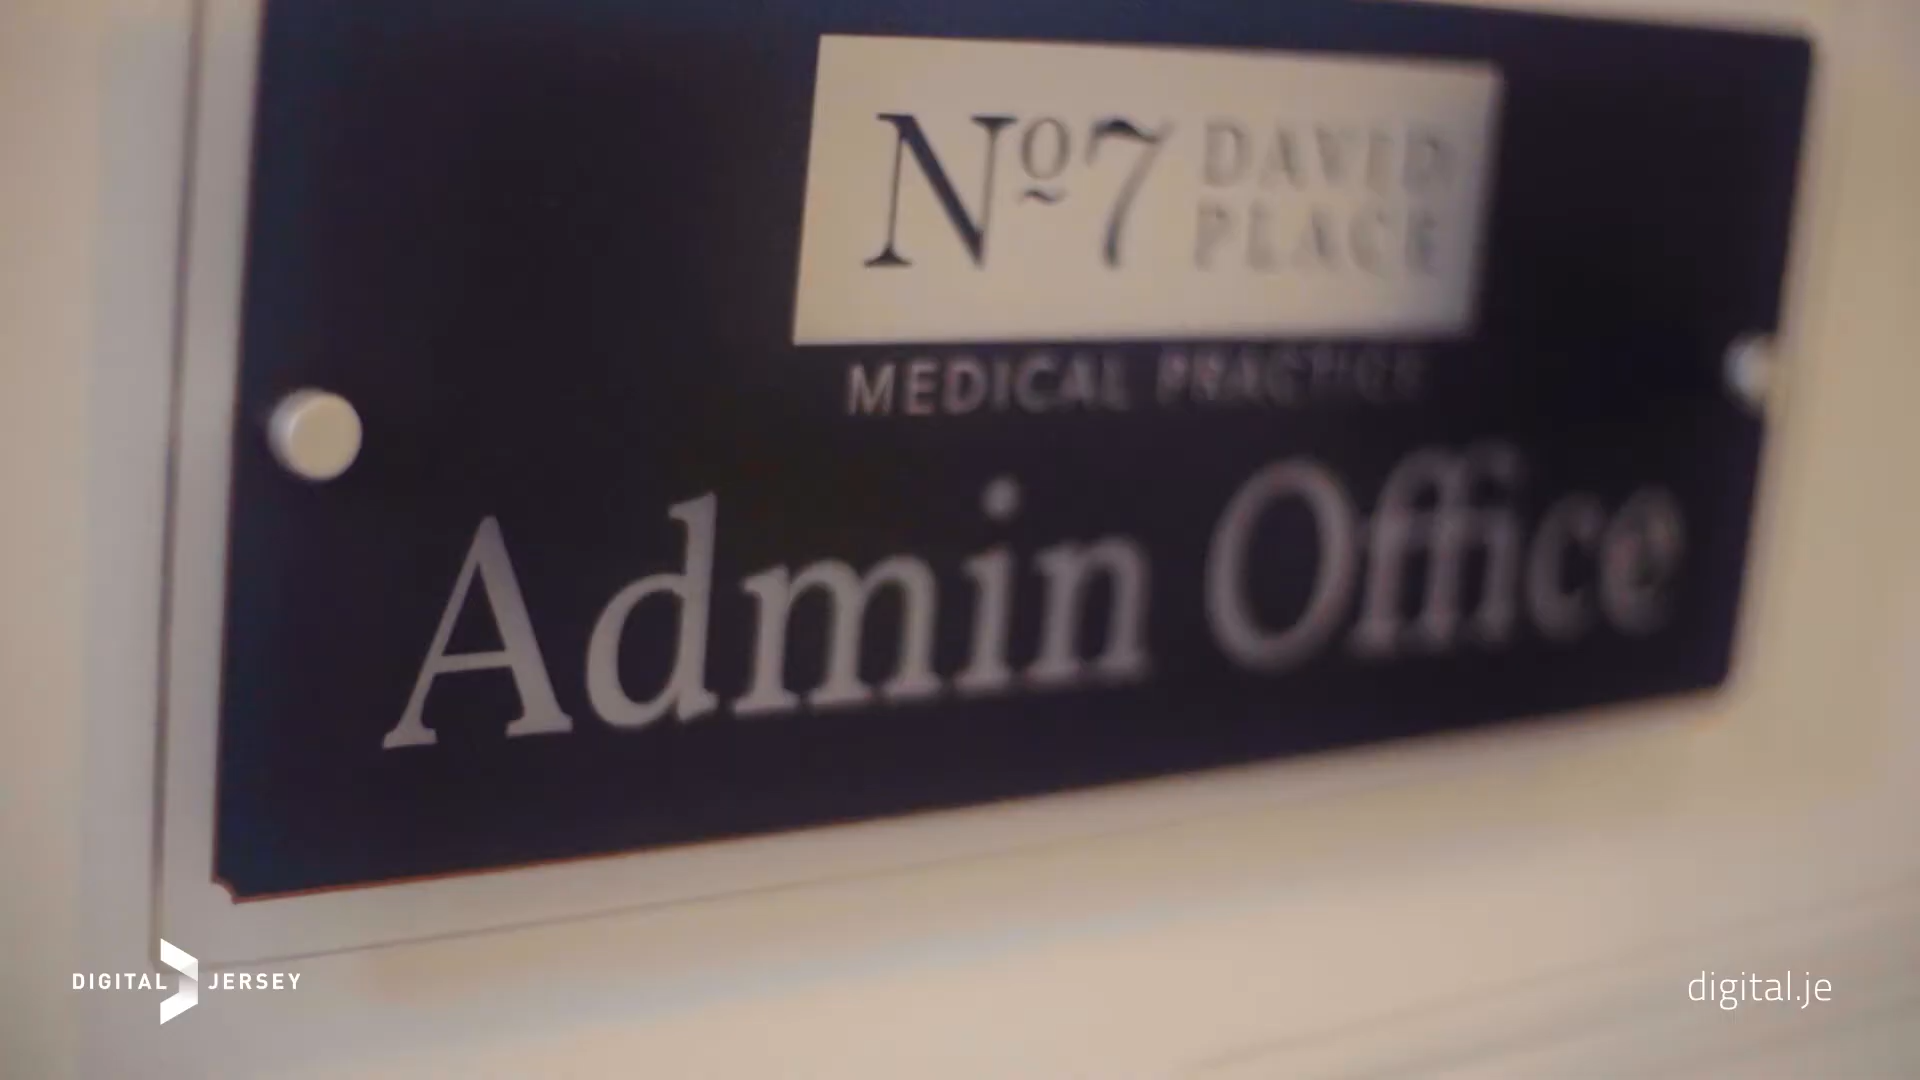 Nº7 DAVID
PLACE
MEDICAL PRACTICE
Admin Office
DIGITAL JERSEY
digital.je